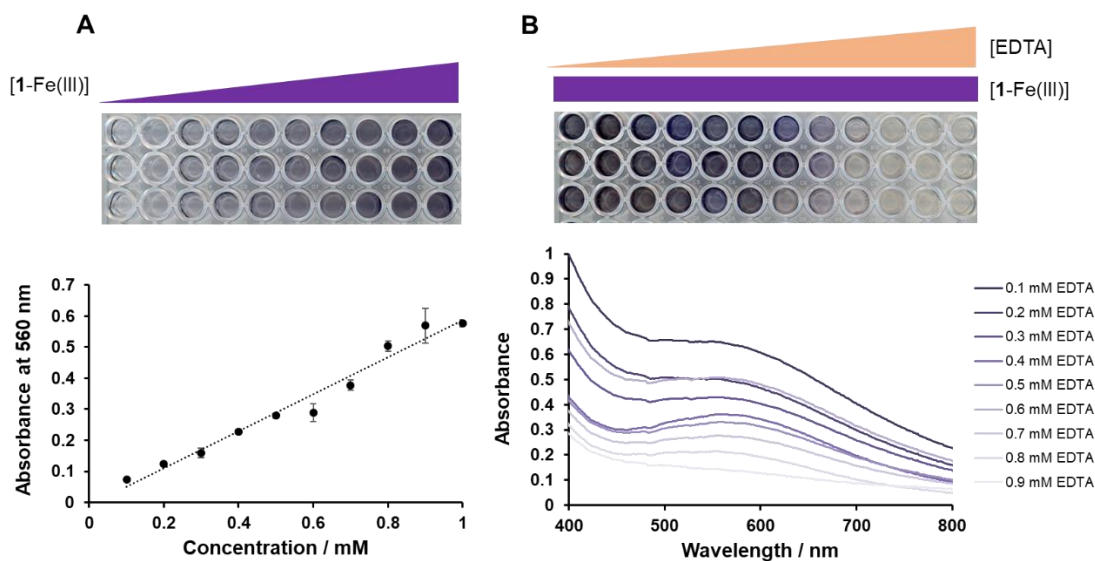 A
[1-Fe(III)]
0.7
0.6
0.5
0.4
0.3
0.2
0.1
0
Absorbance at 560 nm
0 0.2 0.4 0.6 0.8 1
Concentration / mM
B
[EDTA]
[1-Fe(III)]
1
0.9
0.8
0.7
0.6
0.5
0.4
0.3
0.2
0.1
0
Absorbance
400 500 600 700 800
Wavelength / nm
0.1 mM EDTA
0.2 mM EDTA
0.3 mM EDTA
0.4 mM EDTA
0.5 mM EDTA
0.6 mM EDTA
0.7 mM EDTA
0.8 mM EDTA
0.9 mM EDTA